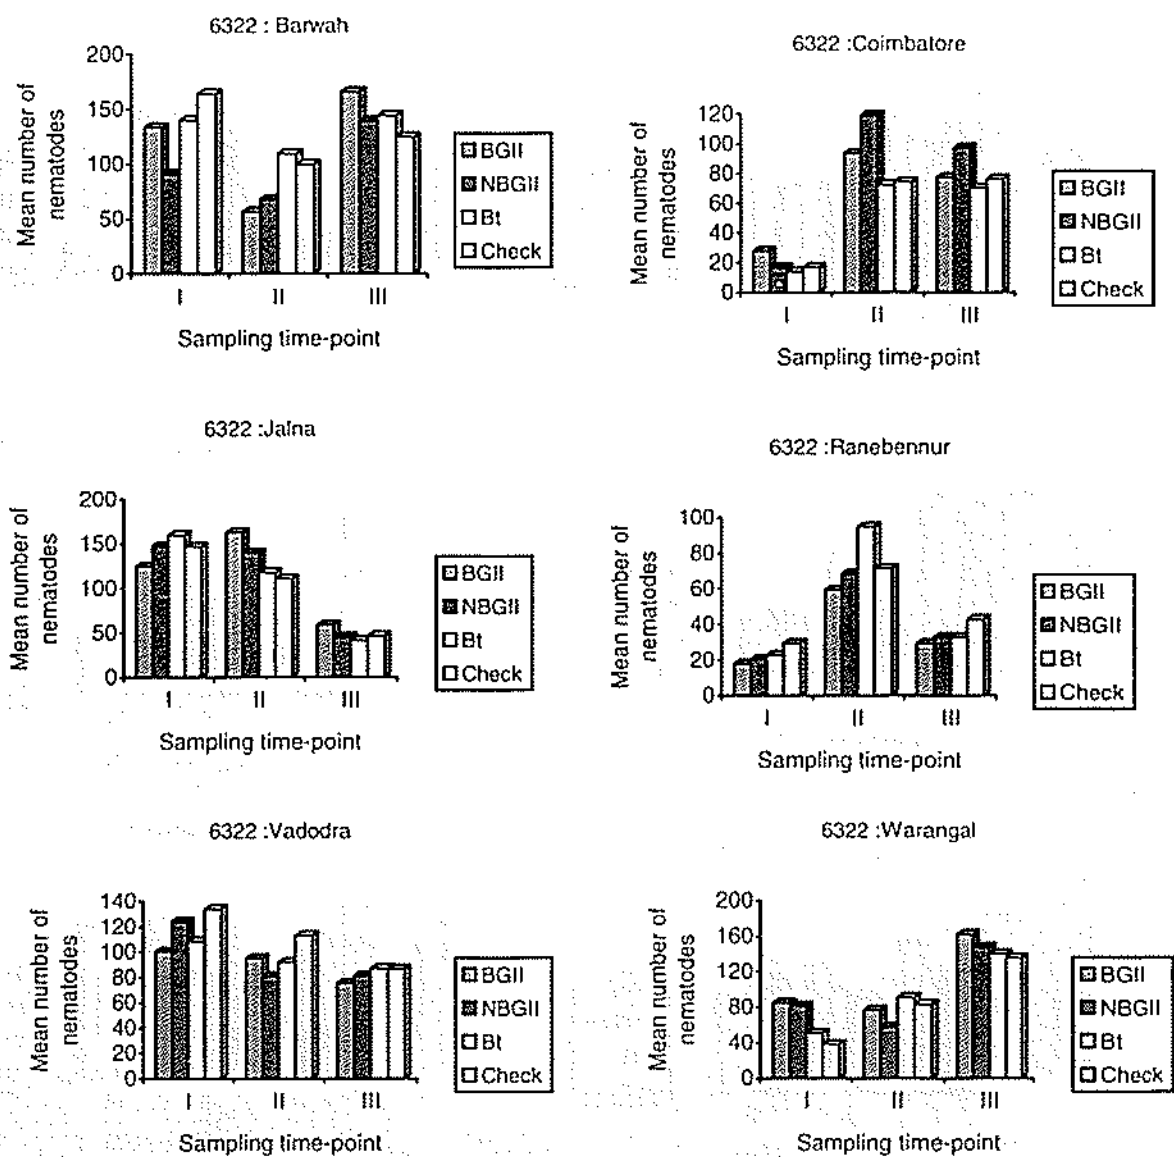 6322 : Barwah
Mean number of
nematodes
200
150
100
50
0
I II III
Sampling time-point
BGII
NBGII
Bt
Check
6322 :Coimbatore
Mean number of
nematodes
120
100
80
60
40
20
0
I II III
Sampling time-point
BGII
NBGII
Bt
Check
6322 :Jalna
Mean number of
nematodes
200
150
100
50
0
I II III
Sampling time-point
BGII
NBGII
Bt
Check
6322 :Ranebennur
Mean number of
nematodes
100
80
60
40
20
0
I II III
Sampling time-point
BGII
NBGII
Bt
Check
6322 :Vadodra
Mean number of
nematodes
140
120
100
80
60
40
20
0
I II III
Sampling time-point
BGII
NBGII
Bt
Check
6322 :Warangal
Mean number of
nematodes
200
160
120
80
40
0
I II III
Sampling time-point
BGII
NBGII
Bt
Check